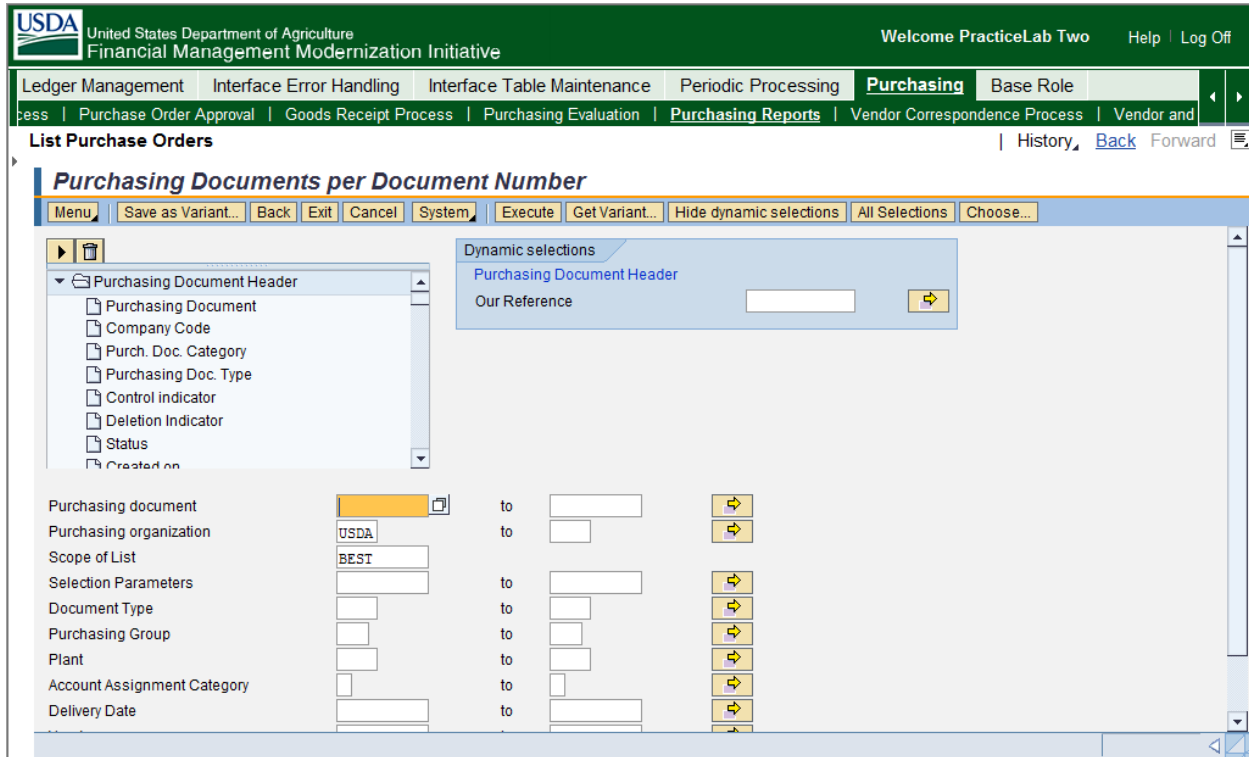 USDA
United States Department of Agriculture
Financial Management Modernization Initiative
Welcome PracticeLab Two Help | Log Off
Ledger Management Interface Error Handling Interface Table Maintenance Periodic Processing Purchasing Base Role
cess | Purchase Order Approval | Goods Receipt Process | Purchasing Evaluation | Purchasing Reports | Vendor Correspondence Process | Vendor and
List Purchase Orders | History Back Forward
Purchasing Documents per Document Number
Menu Save as Variant... Back Exit Cancel System Execute Get Variant... Hide dynamic selections All Selections Choose...
Dynamic selections
Purchasing Document Header
Our Reference
Purchasing Document Header
Purchasing Document
Company Code
Purch. Doc. Category
Purchasing Doc. Type
Control indicator
Deletion Indicator
Status
Created on
Purchasing document to
Purchasing organization USDA to
Scope of List BEST
Selection Parameters to
Document Type to
Purchasing Group to
Plant to
Account Assignment Category to
Delivery Date to